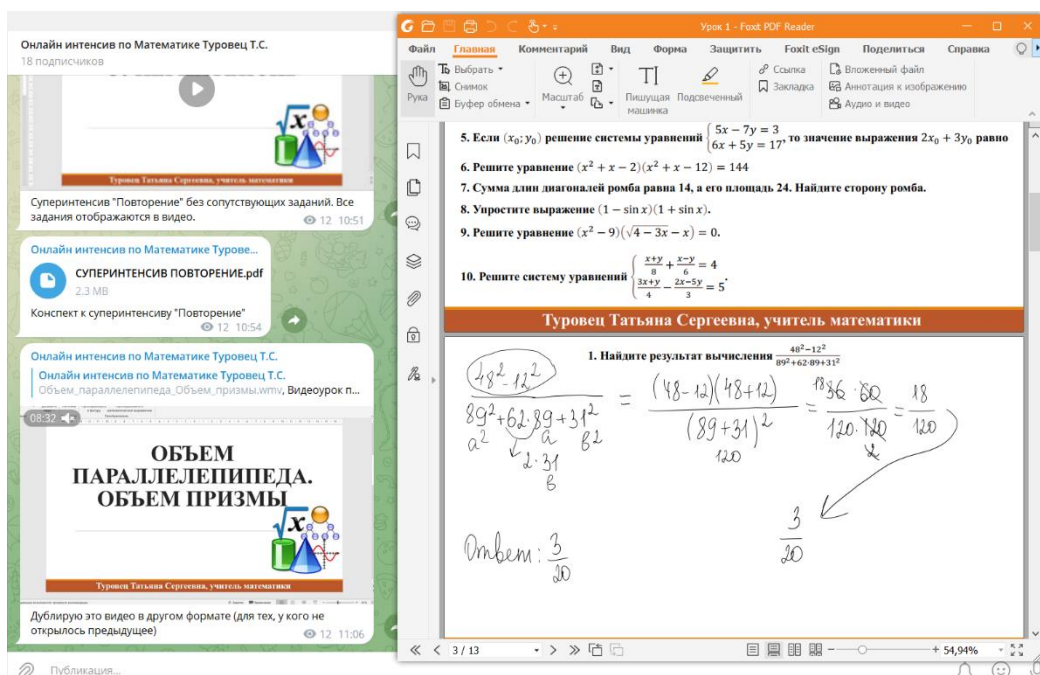 Онлайн интенсив по Математике Туровец Т.С.
18 подписчиков
Туровец Татьяна Сергеевна, учитель математики
Суперинтенсив "Повторение" без сопутствующих заданий. Все
задания отображаются в видео.
12 10:51
Онлайн интенсив по Математике Турове...
СУПЕРИНТЕНСИВ ПОВТОРЕНИЕ.pdf
2.3 MB
Конспект к суперинтенсиву "Повторение"
12 10:54
Онлайн интенсив по Математике Туровец Т.С.
Онлайн интенсив по Математике Туровец Т.С.
Объем_параллелепипеда_Объем_призмы.wmv, Видеоурок п...
08:32
ОБЪЕМ
ПАРАЛЛЕЛЕПИПЕДА.
ОБЪЕМ ПРИЗМЫ
Туровец Татьяна Сергеевна, учитель математики
Дублирую это видео в другом формате (для тех, у кого не
открылось предыдущее)
12 11:06
Публикация...
Урок 1 - Foxit PDF Reader
Файл Главная Комментарий Вид Форма Защитить Foxit eSign Поделиться Справка
Рука
Выбрать
Снимок
Буфер обмена
Масштаб
Пишущая машинка
Подсвеченный
Ссылка
Закладка
Вложенный файл
Аннотация к изображению
Аудио и видео
5. Если (x₀; y₀) решение системы уравнений { 5x − 7y = 3
6x + 5y = 17, то значение выражения 2x₀ + 3y₀ равно
6. Решите уравнение (x² + x − 2)(x² + x − 12) = 144
7. Сумма длин диагоналей ромба равна 14, а его площадь 24. Найдите сторону ромба.
8. Упростите выражение (1 − sin x)(1 + sin x).
9. Решите уравнение (x² − 9)(√(4 − 3x) − x) = 0.
10. Решите систему уравнений { (x+y)/8 + (x−y)/6 = 4
(3x+y)/4 − (2x−5y)/3 = 5.
Туровец Татьяна Сергеевна, учитель математики
1. Найдите результат вычисления (48²−12²)/(89²+62·89+31²)
(48²-12²)/(89²+62·89+31²) = (48-12)(48+12)/(89+31)² = 36·60/120·120 = 18/120
a² 2·31 a в²
в
120
18
2
3/20
Ответ: 3/20
3 / 13
54,94%